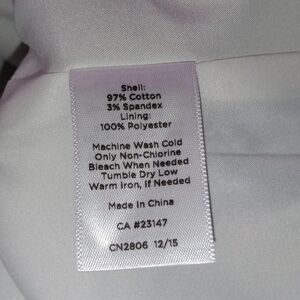 Shell:
97% Cotton
3% Spandex
Lining:
100% Polyester
Machine Wash Cold
Only Non-Chlorine
Bleach When Needed
Tumble Dry Low
Warm Iron, If Needed
Made In China
CA #23147
CN2806 12/15